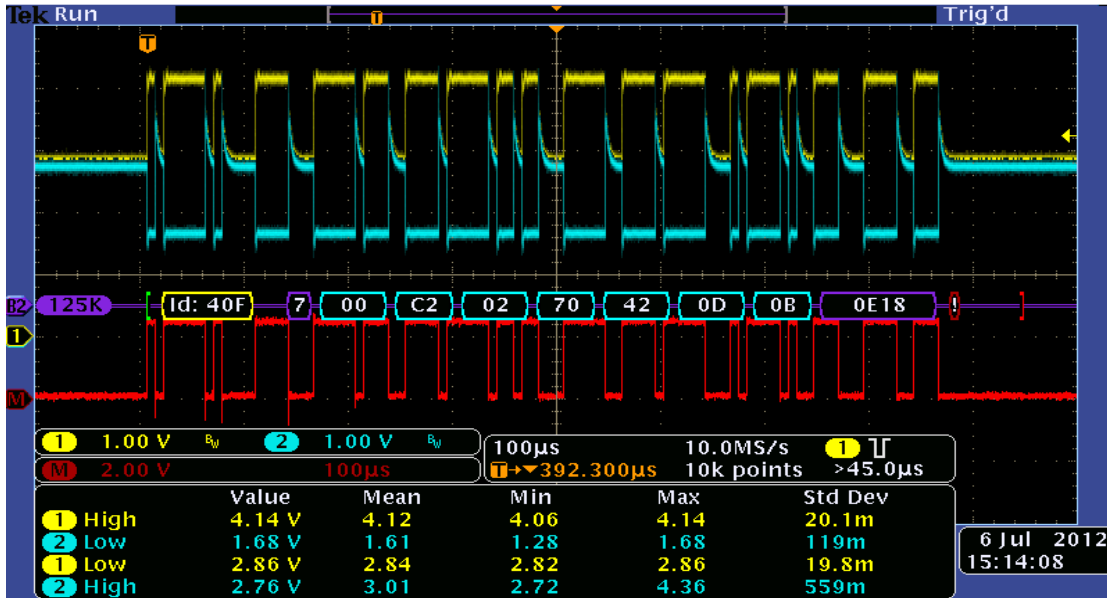 Tek Run Trig'd
T
T
B2 125K Id: 40F 7 00 C2 02 70 42 0D 0B 0E18 !
1
M
1 1.00 V BW 2 1.00 V BW
M 2.00 V 100µs
100µs 10.0MS/s 1
T→▼392.300µs 10k points >45.0µs
Value Mean Min Max Std Dev
1 High 4.14 V 4.12 4.06 4.14 20.1m
2 Low 1.68 V 1.61 1.28 1.68 119m
1 Low 2.86 V 2.84 2.82 2.86 19.8m
2 High 2.76 V 3.01 2.72 4.36 559m
6 Jul 2012
15:14:08